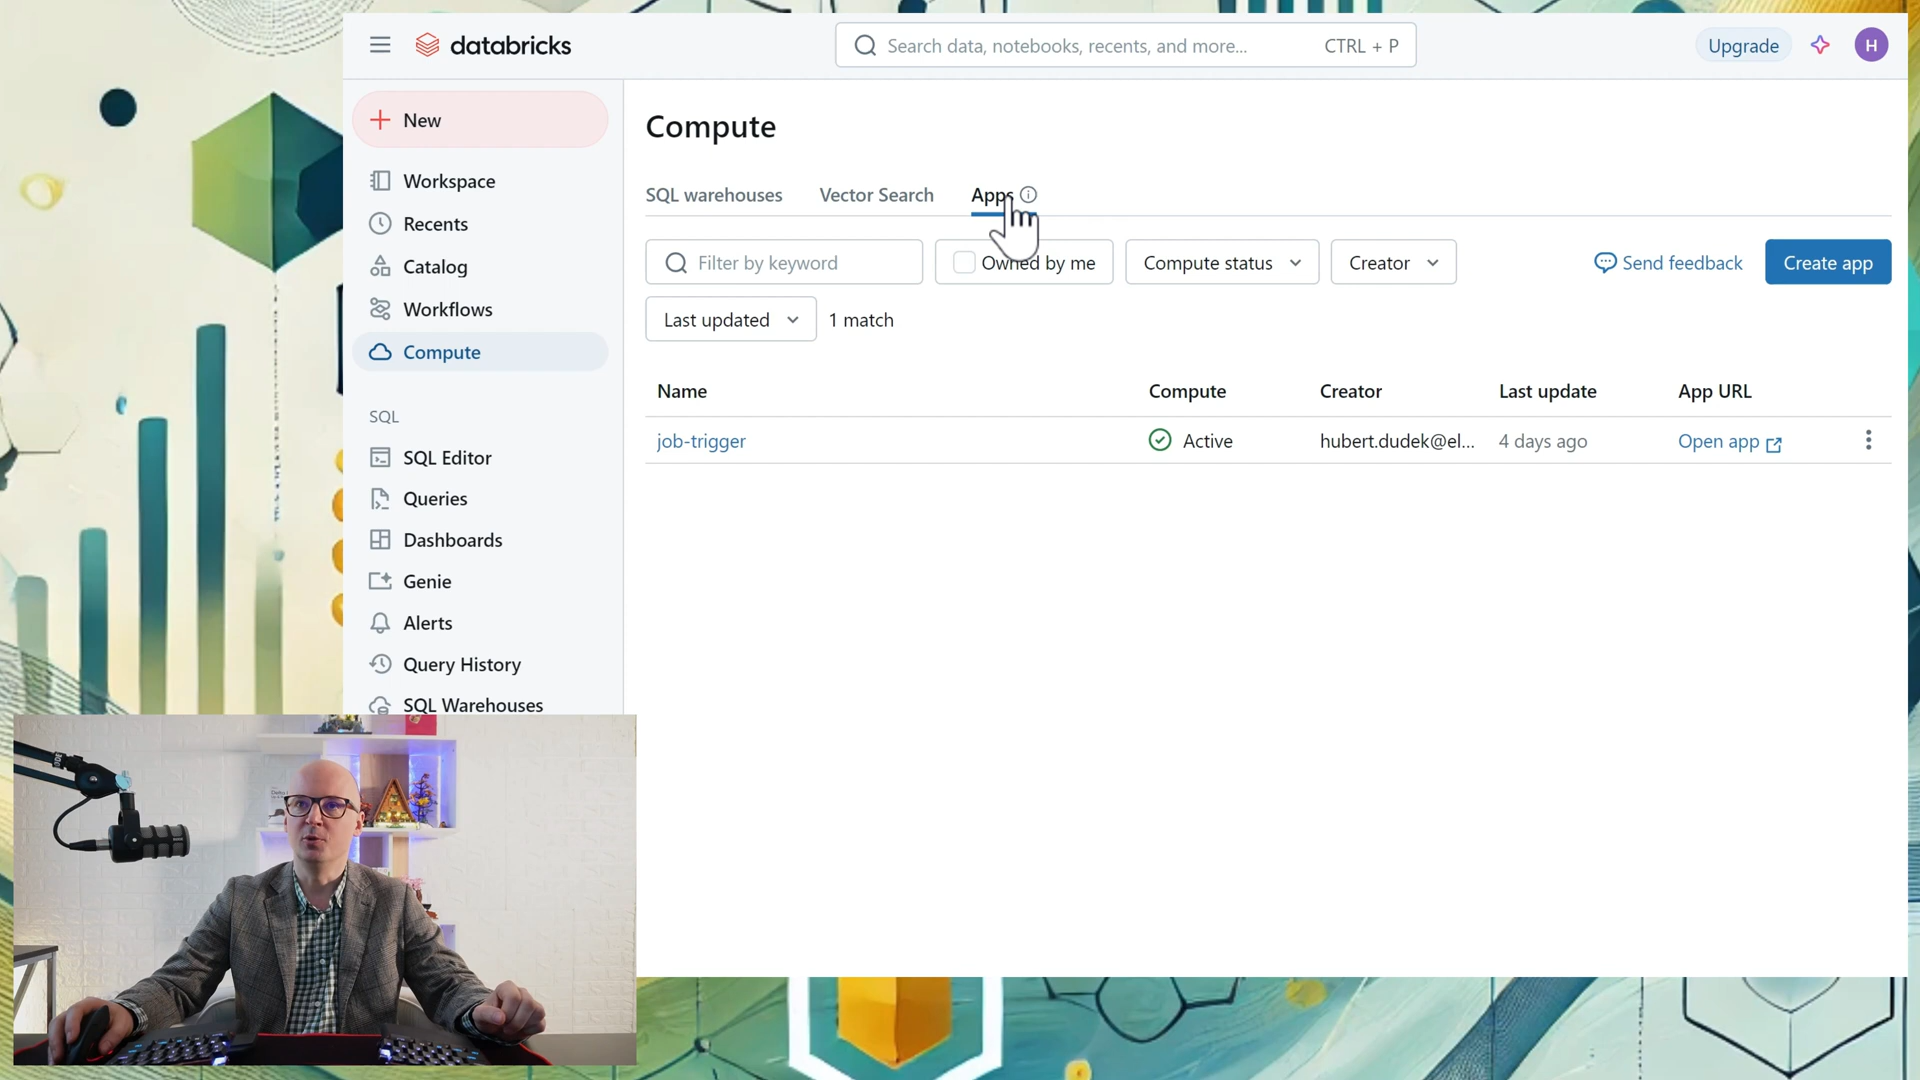 databricks
Search data, notebooks, recents, and more...
CTRL + P
Upgrade
H
New
Workspace
Recents
Catalog
Workflows
Compute
SQL
SQL Editor
Queries
Dashboards
Genie
Alerts
Query History
SQL Warehouses
Compute
SQL warehouses
Vector Search
Apps
Filter by keyword
Owned by me
Compute status
Creator
Send feedback
Create app
Last updated
1 match
Name Compute Creator Last update App URL
job-trigger Active hubert.dudek@el... 4 days ago Open app